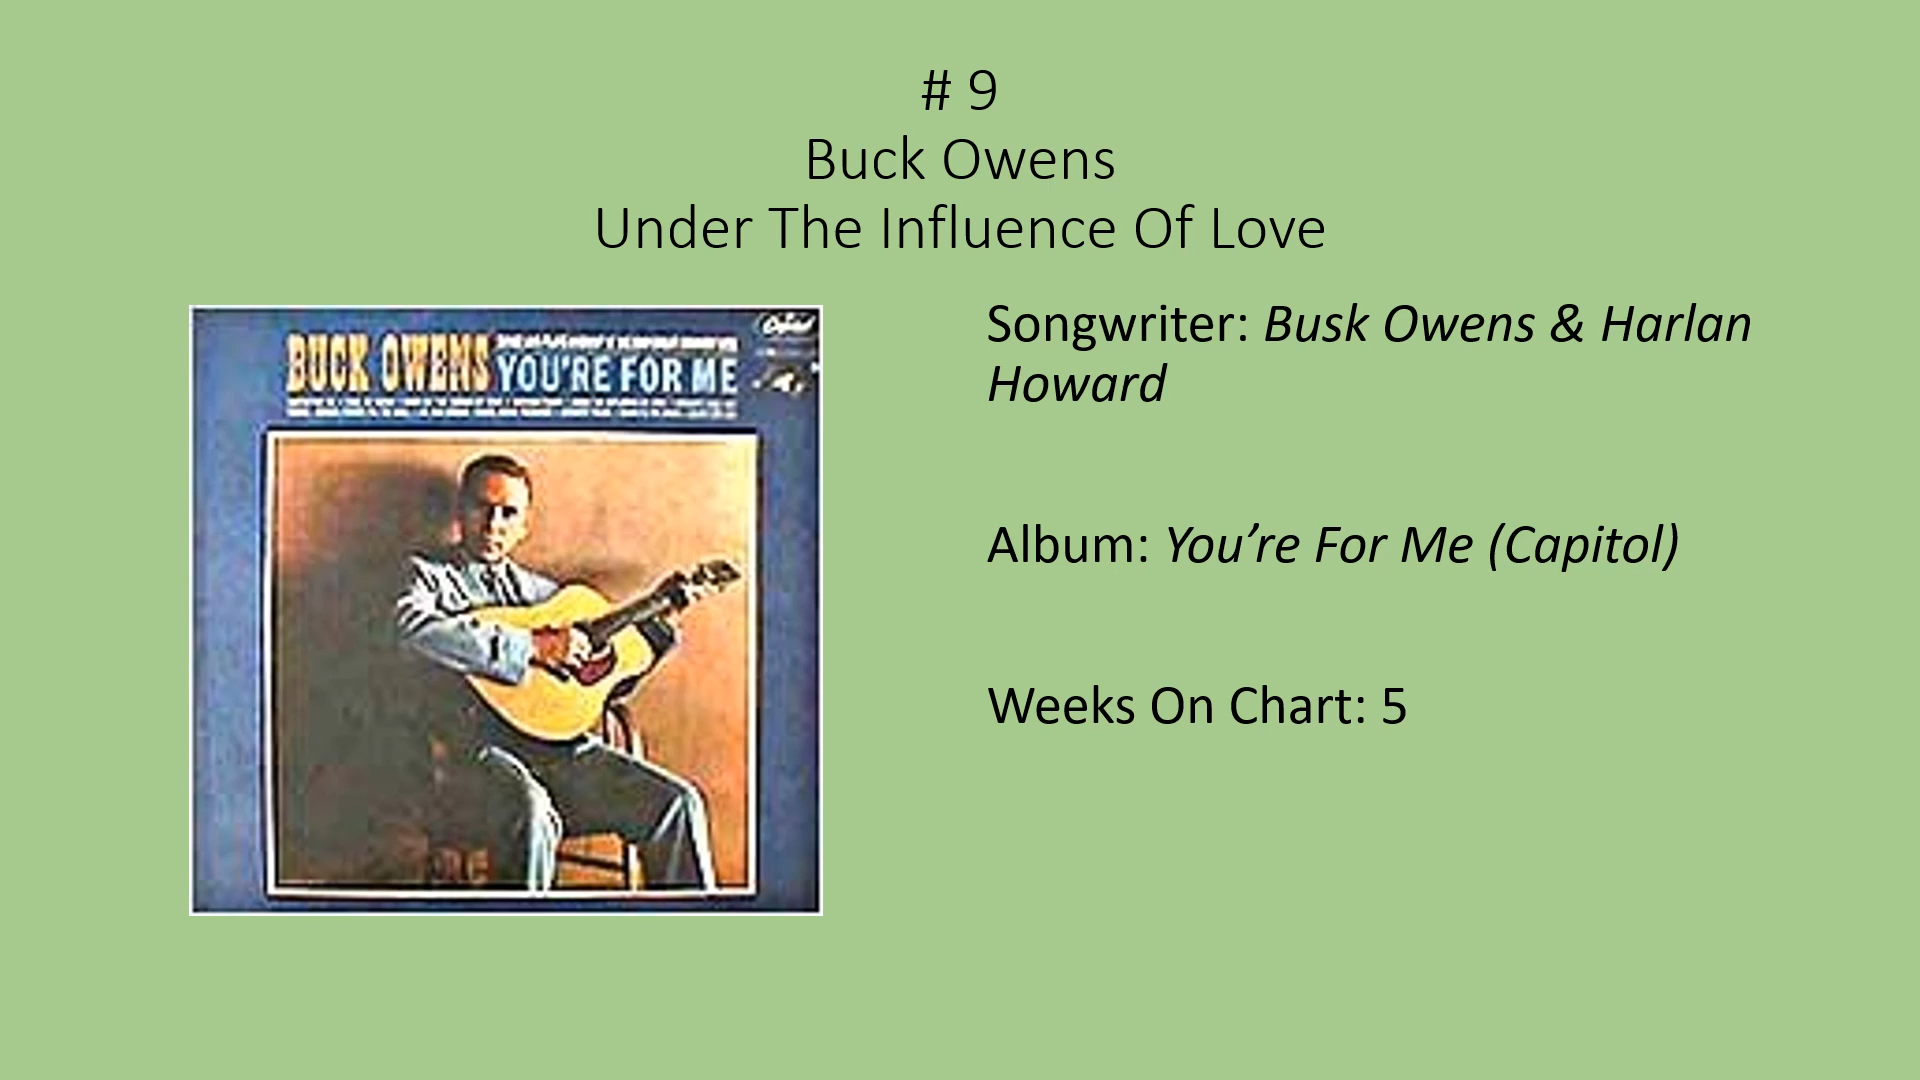 # 9
Buck Owens
Under The Influence Of Love
Songwriter: Busk Owens & Harlan
Howard
Album: You’re For Me (Capitol)
Weeks On Chart: 5
Capitol
BUCK OWENS YOU'RE FOR ME